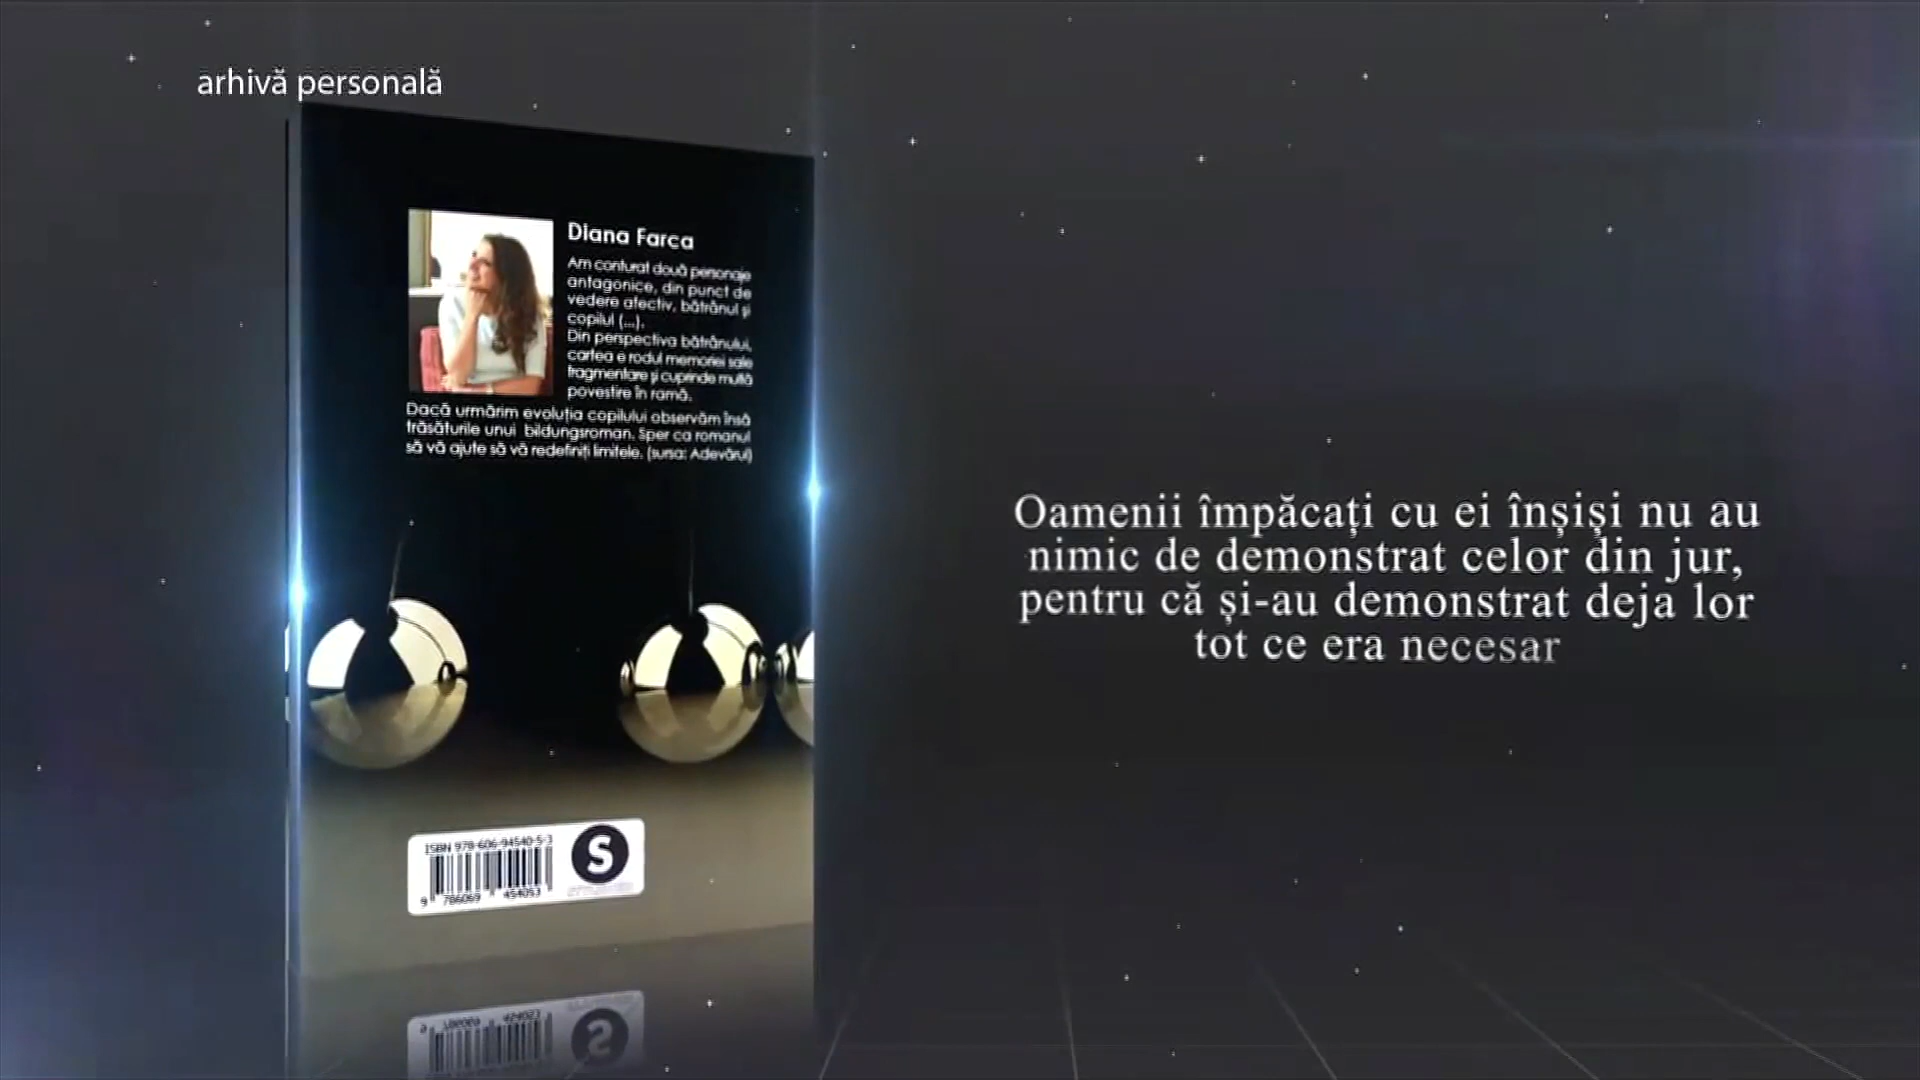 arhivă personală
Diana Farca
Am conturat două personaje
antagonice, din punct de
vedere afectiv, bătrânul și
copilul (...).
Din perspectiva bătrânului,
cartea e rodul memoriei sale
fragmentare și cuprinde multă
povestire în ramă.
Dacă urmărim evoluția copilului observăm însă
trăsăturile unui bildungsroman. Sper ca romanul
să vă ajute să vă redefiniți limitele. (sursa: Adevărul)
Oamenii împăcați cu ei înșiși nu au
nimic de demonstrat celor din jur,
pentru că și-au demonstrat deja lor
tot ce era necesar
ISBN 978-606-94540-5-3
S
9 786069 454053